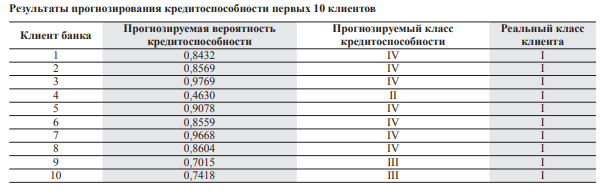 Результаты прогнозирования кредитоспособности первых 10 клиентов
Клиент банка Прогнозируемая вероятность кредитоспособности Прогнозируемый класс кредитоспособности Реальный класс клиента
1 0,8432 IV I
2 0,8569 IV I
3 0,9769 IV I
4 0,4630 II I
5 0,9078 IV I
6 0,8559 IV I
7 0,9668 IV I
8 0,8604 IV I
9 0,7015 III I
10 0,7418 III I